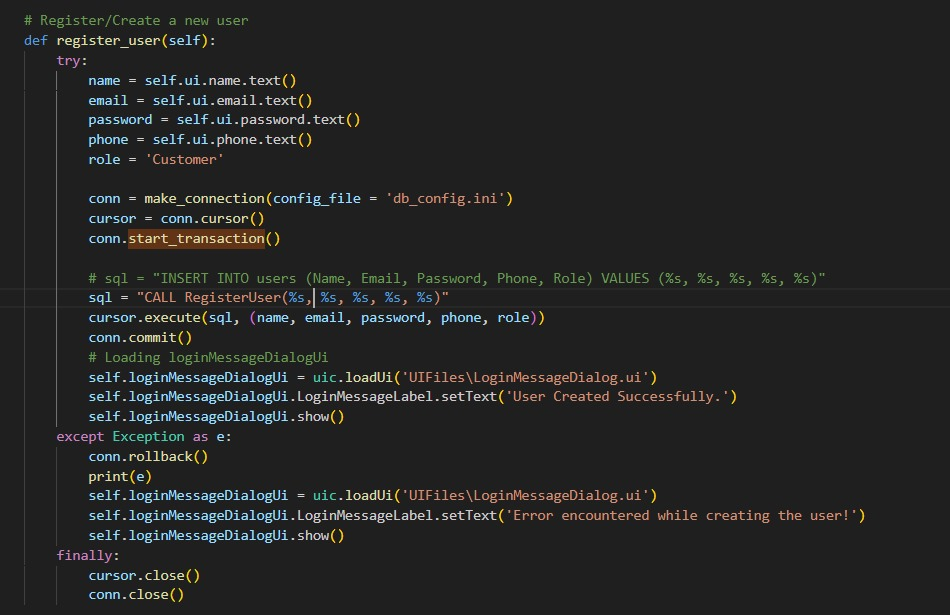 # Register/Create a new user
def register_user(self):
    try:
        name = self.ui.name.text()
        email = self.ui.email.text()
        password = self.ui.password.text()
        phone = self.ui.phone.text()
        role = 'Customer'

        conn = make_connection(config_file = 'db_config.ini')
        cursor = conn.cursor()
        conn.start_transaction()

        # sql = "INSERT INTO users (Name, Email, Password, Phone, Role) VALUES (%s, %s, %s, %s, %s)"
        sql = "CALL RegisterUser(%s, %s, %s, %s, %s)"
        cursor.execute(sql, (name, email, password, phone, role))
        conn.commit()
        # Loading loginMessageDialogUi
        self.loginMessageDialogUi = uic.loadUi('UIFiles\LoginMessageDialog.ui')
        self.loginMessageDialogUi.LoginMessageLabel.setText('User Created Successfully.')
        self.loginMessageDialogUi.show()
    except Exception as e:
        conn.rollback()
        print(e)
        self.loginMessageDialogUi = uic.loadUi('UIFiles\LoginMessageDialog.ui')
        self.loginMessageDialogUi.LoginMessageLabel.setText('Error encountered while creating the user!')
        self.loginMessageDialogUi.show()
    finally:
        cursor.close()
        conn.close()